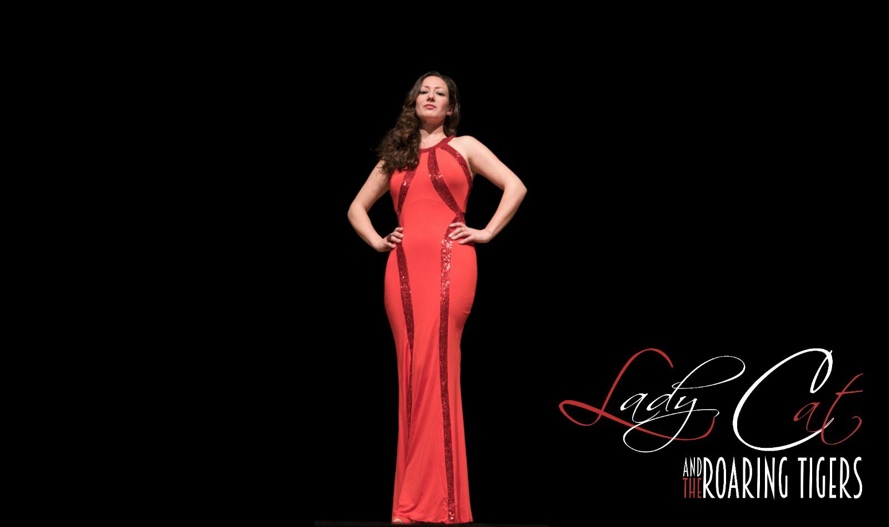 Lady Cat
AND THE ROARING TIGERS